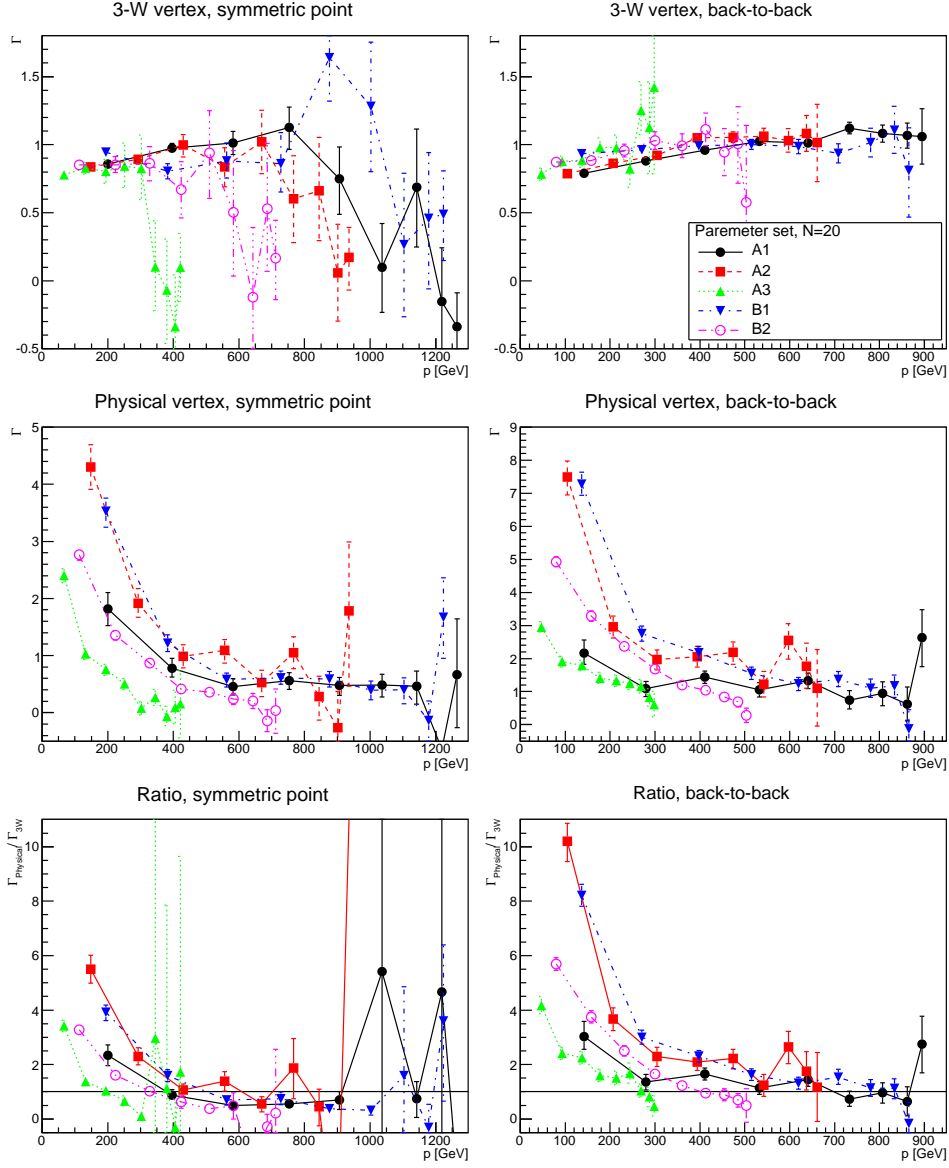 3-W vertex, symmetric point
Γ
1.5
1
0.5
0
-0.5
0 200 400 600 800 1000 1200
p [GeV]
3-W vertex, back-to-back
Γ
1.5
1
0.5
0
-0.5
0 100 200 300 400 500 600 700 800 900
p [GeV]
Paremeter set, N=20
A1
A2
A3
B1
B2
Physical vertex, symmetric point
Γ
5
4
3
2
1
0
0 200 400 600 800 1000 1200
p [GeV]
Physical vertex, back-to-back
Γ
9
8
7
6
5
4
3
2
1
0
0 100 200 300 400 500 600 700 800 900
p [GeV]
Ratio, symmetric point
Γ_Physical / Γ_3W
10
8
6
4
2
0
0 200 400 600 800 1000 1200
p [GeV]
Ratio, back-to-back
Γ_Physical / Γ_3W
10
8
6
4
2
0
0 100 200 300 400 500 600 700 800 900
p [GeV]